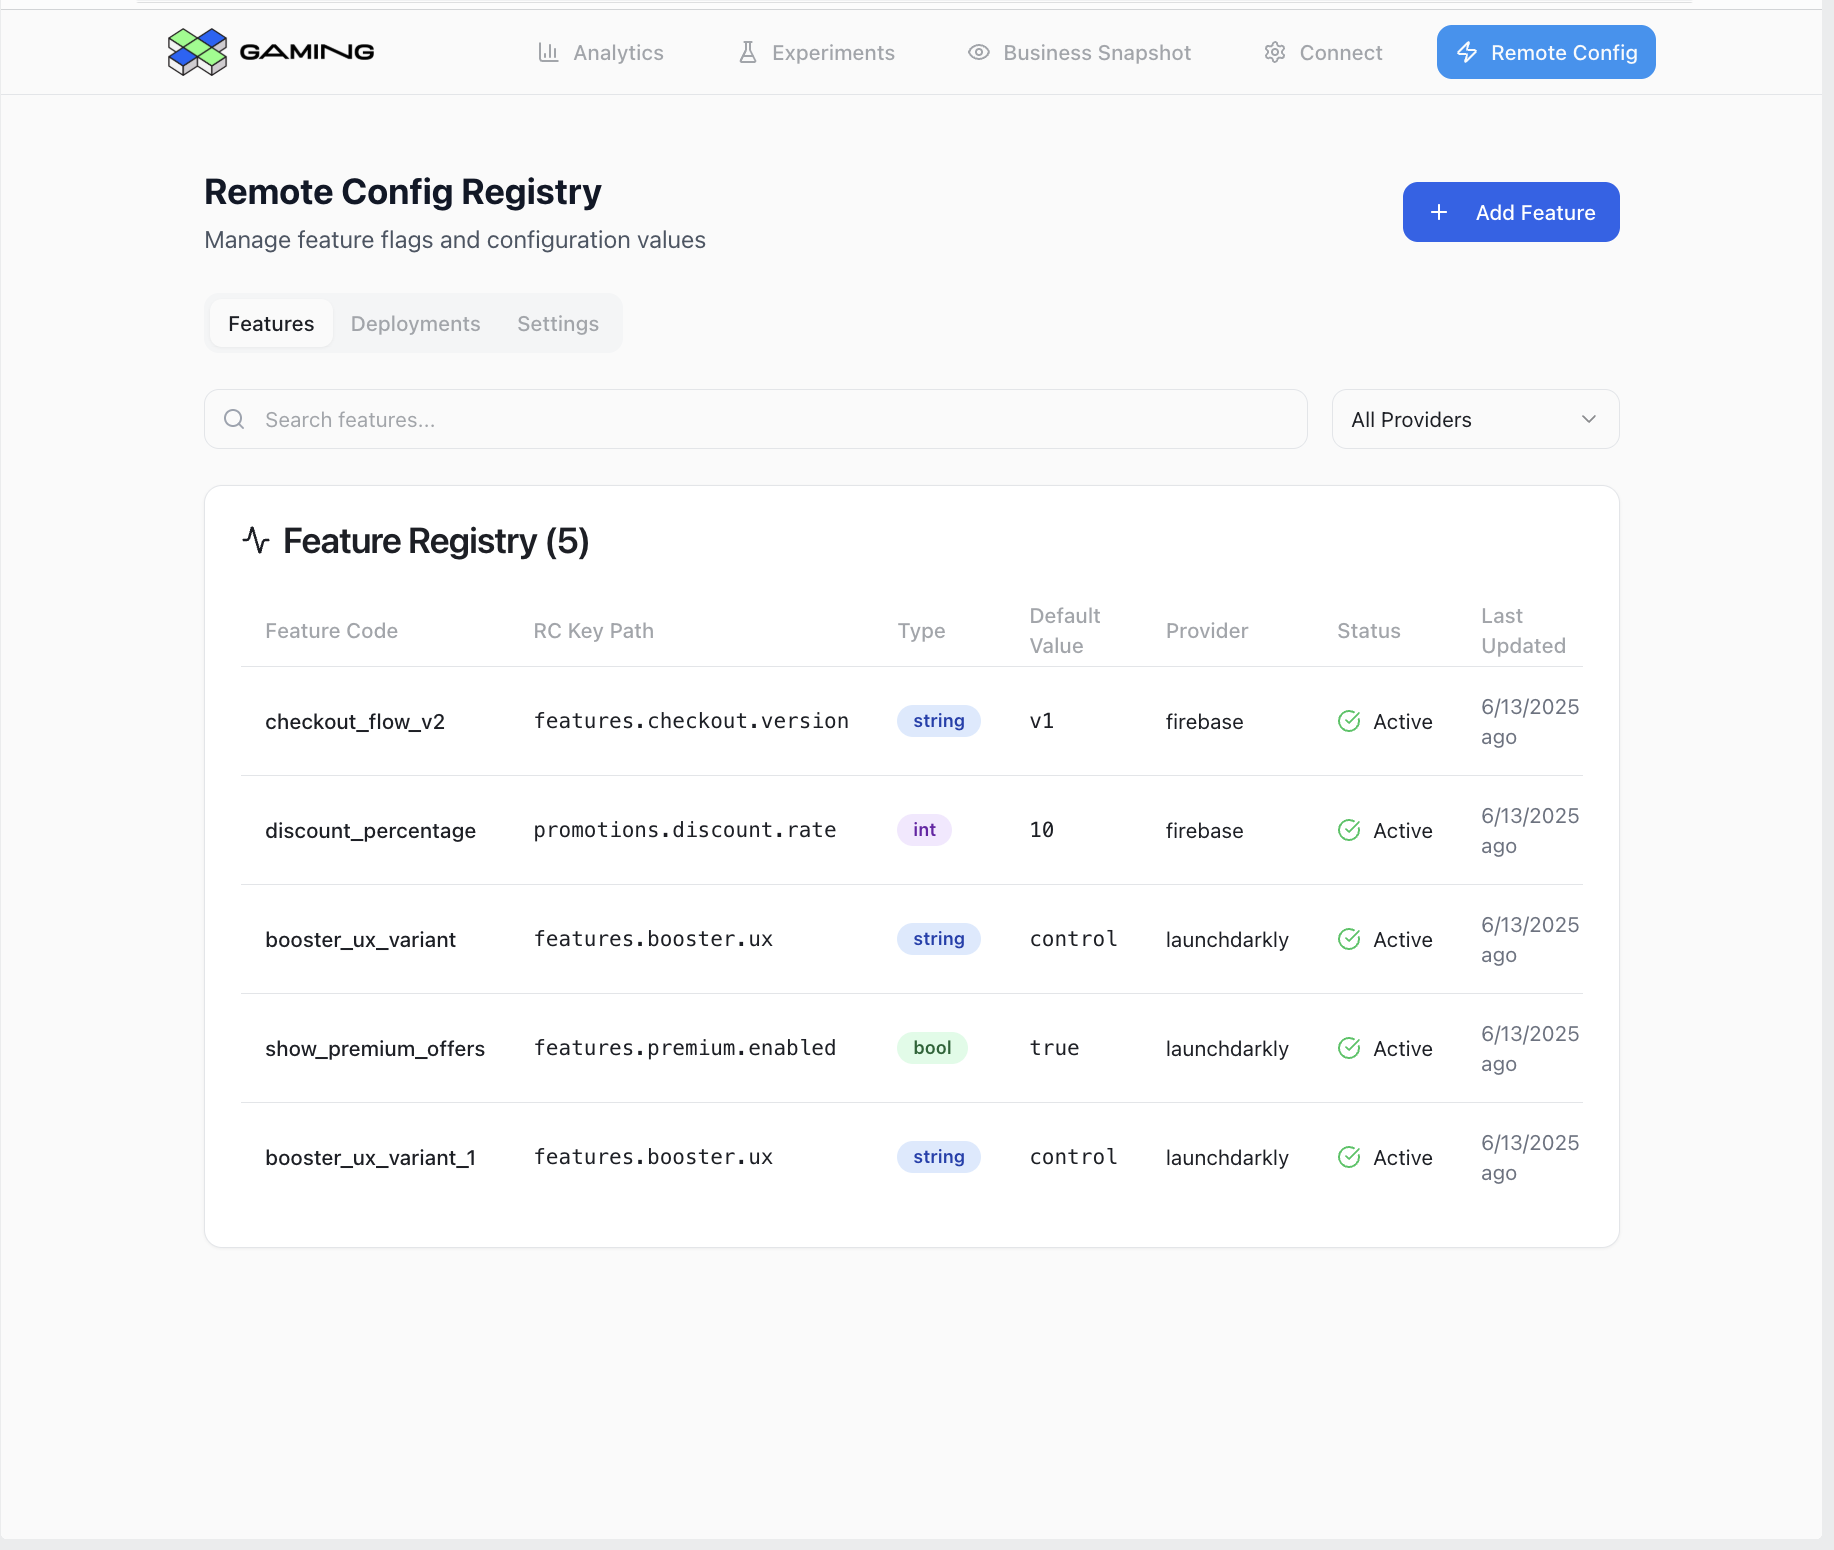 GAMING
Analytics
Experiments
Business Snapshot
Connect
Remote Config
Remote Config Registry
Manage feature flags and configuration values
+ Add Feature
Features Deployments Settings
Search features...
All Providers
Feature Registry (5)
Feature Code RC Key Path Type Default Value Provider Status Last Updated
checkout_flow_v2 features.checkout.version string v1 firebase Active 6/13/2025 ago
discount_percentage promotions.discount.rate int 10 firebase Active 6/13/2025 ago
booster_ux_variant features.booster.ux string control launchdarkly Active 6/13/2025 ago
show_premium_offers features.premium.enabled bool true launchdarkly Active 6/13/2025 ago
booster_ux_variant_1 features.booster.ux string control launchdarkly Active 6/13/2025 ago